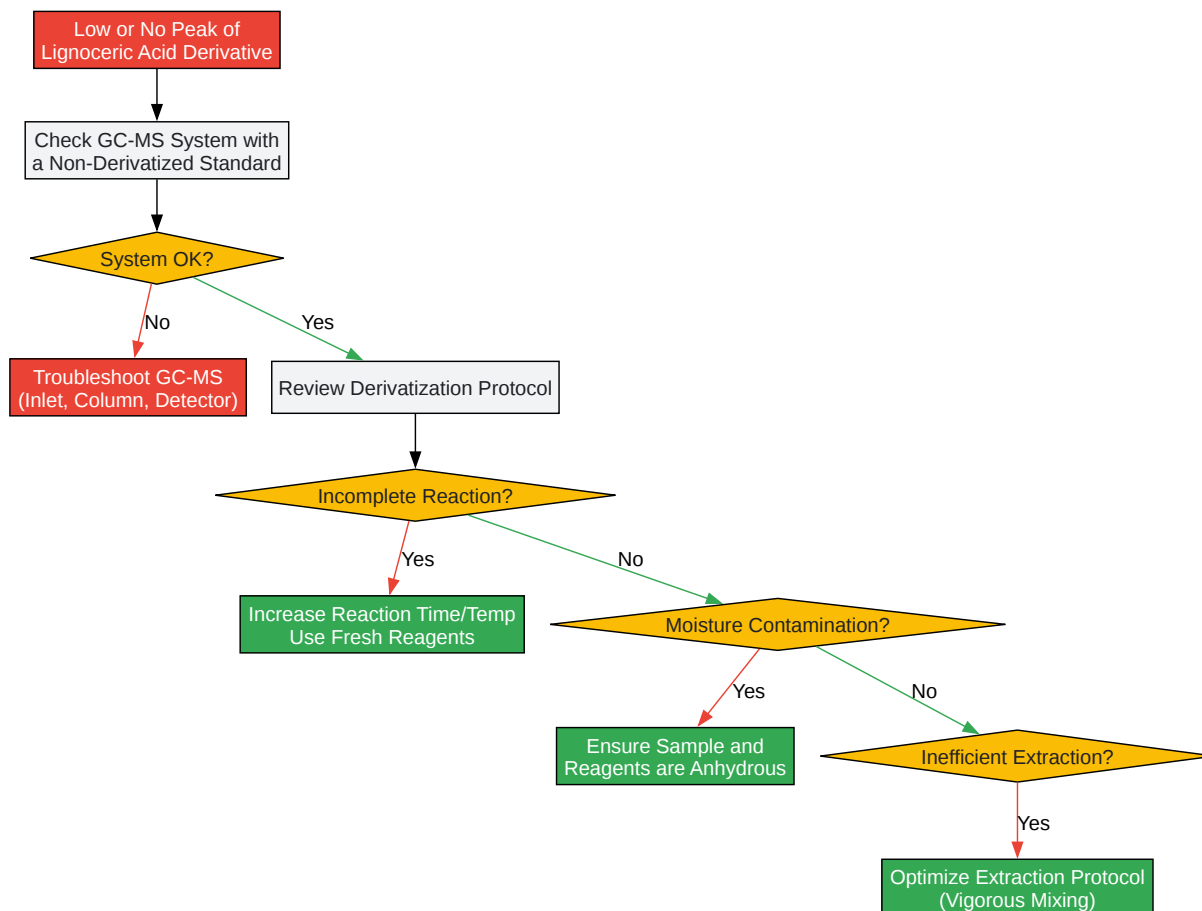 Low or No Peak of
Lignoceric Acid Derivative
Check GC-MS System with
a Non-Derivatized Standard
System OK?
No
Yes
Troubleshoot GC-MS
(Inlet, Column, Detector)
Review Derivatization Protocol
Incomplete Reaction?
Yes
No
Increase Reaction Time/Temp
Use Fresh Reagents
Moisture Contamination?
Yes
No
Ensure Sample and
Reagents are Anhydrous
Inefficient Extraction?
Yes
Optimize Extraction Protocol
(Vigorous Mixing)